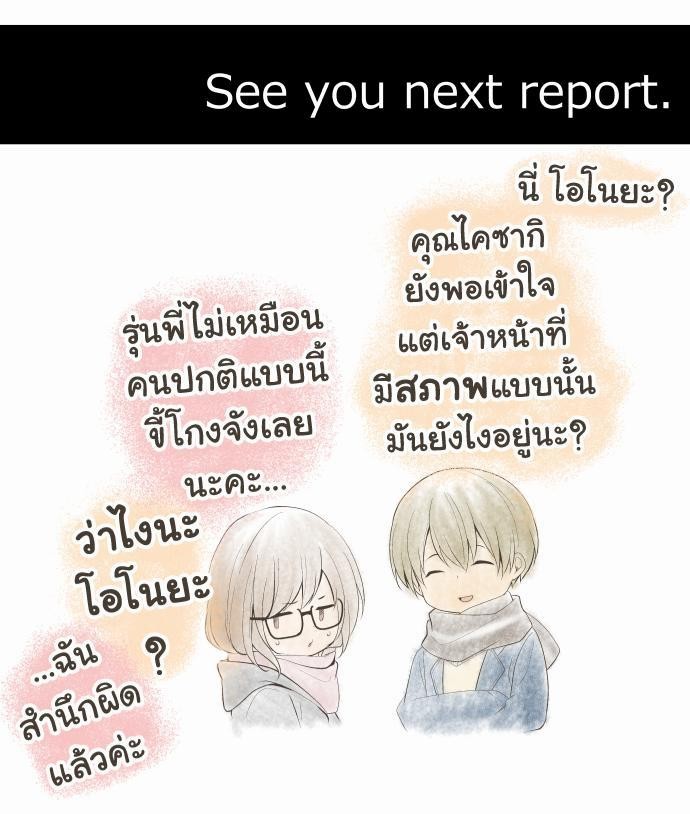 See you next report.
นี่ โอโนยะ?
คุณไคซากิ
ยังพอเข้าใจ
แต่เจ้าหน้าที่
มีสภาพแบบนั้น
มันยังไงอยู่นะ?
รุ่นพี่ไม่เหมือน
คนปกติแบบนี้
ขี้โกงจังเลย
นะคะ...
ว่าไงนะ
โอโนยะ
?
...ฉัน
สำนึกผิด
แล้วค่ะ